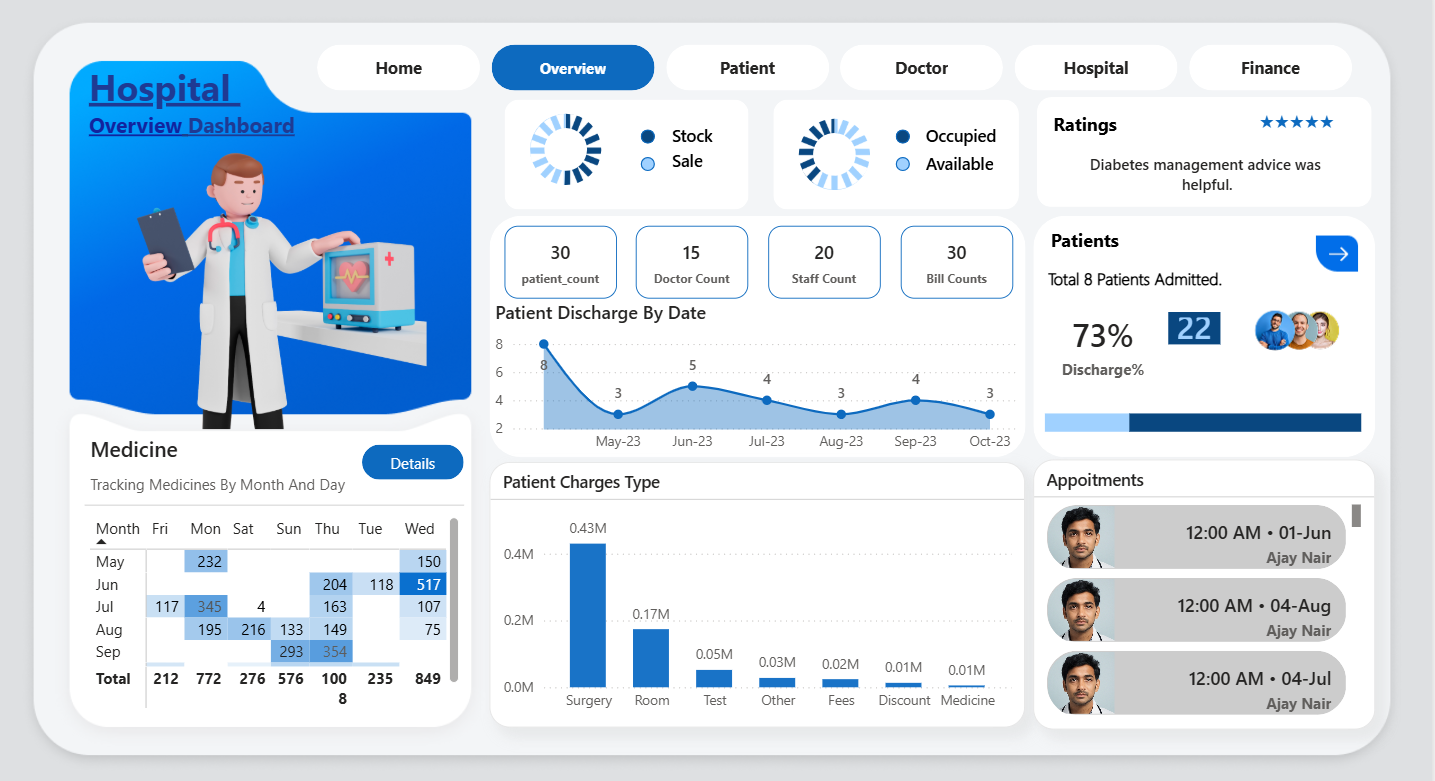 Hospital
Overview Dashboard
Home
Overview
Patient
Doctor
Hospital
Finance
Stock
Sale
Occupied
Available
Ratings
★★★★★
Diabetes management advice was
helpful.
30
patient_count
15
Doctor Count
20
Staff Count
30
Bill Counts
Patient Discharge By Date
8
6
4
2
8
3
5
4
3
4
3
May-23 Jun-23 Jul-23 Aug-23 Sep-23 Oct-23
Patients
Total 8 Patients Admitted.
73%
Discharge%
22
Medicine
Details
Tracking Medicines By Month And Day
Month Fri Mon Sat Sun Thu Tue Wed
May 232 150
Jun 204 118 517
Jul 117 345 4 163 107
Aug 195 216 133 149 75
Sep 293 354
Total 212 772 276 576 100 235 849
8
Patient Charges Type
0.4M
0.2M
0.0M
0.43M
0.17M
0.05M
0.03M
0.02M
0.01M
0.01M
Surgery Room Test Other Fees Discount Medicine
Appoitments
12:00 AM • 01-Jun
Ajay Nair
12:00 AM • 04-Aug
Ajay Nair
12:00 AM • 04-Jul
Ajay Nair